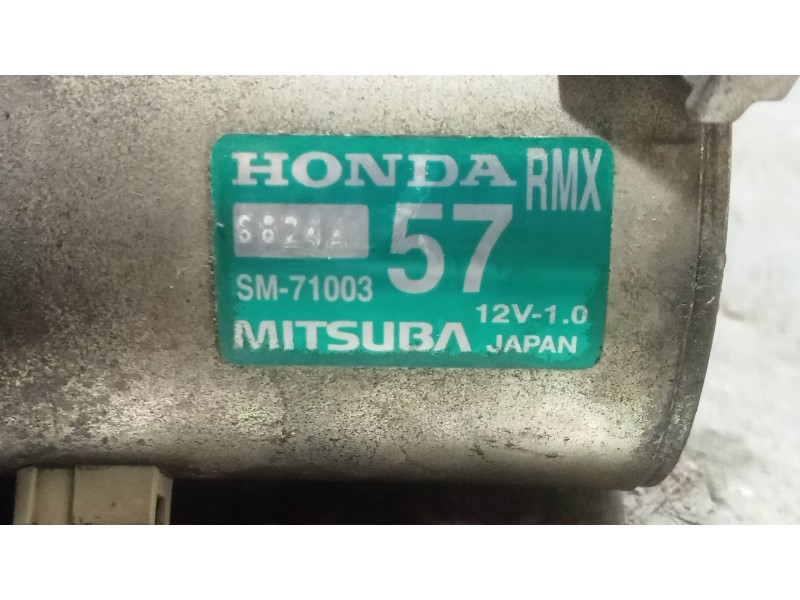 HONDA RMX
6824A 57
SM-71003
12V-1.0
MITSUBA JAPAN